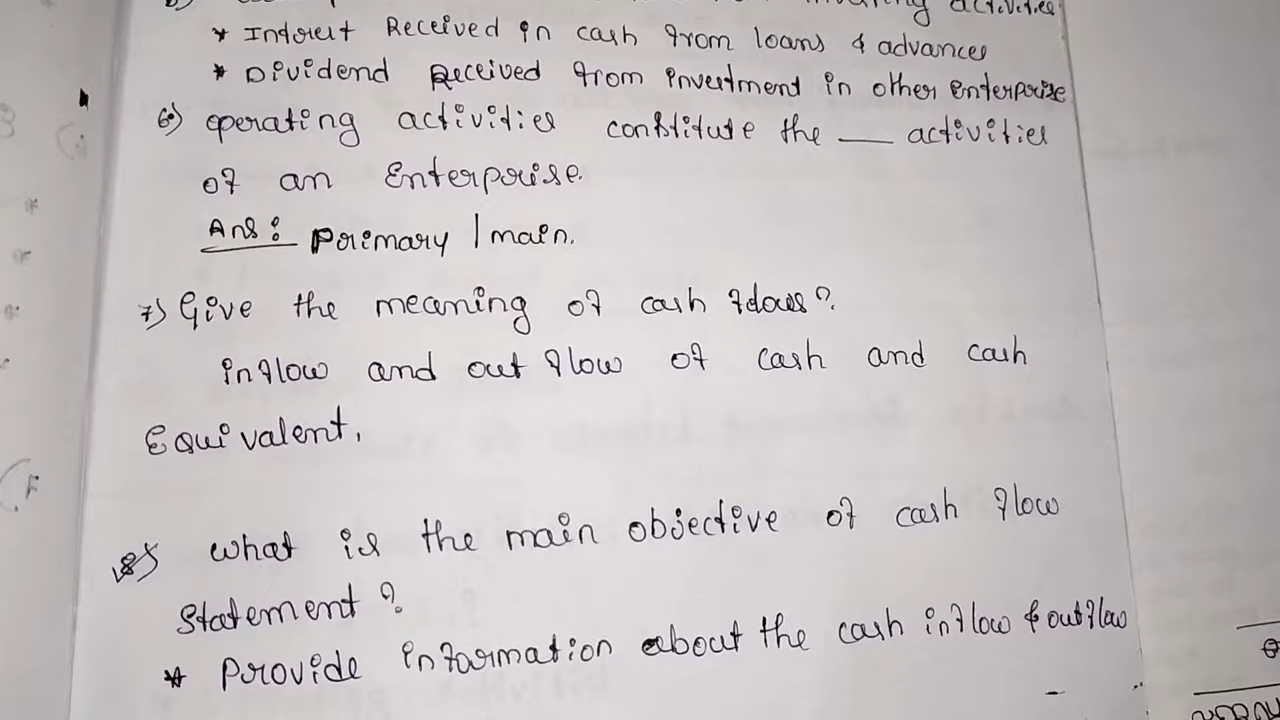 activities
* Interest Received in cash from loans & advances
* Dividend Received from investment in other enterprise
6) operating activities constitute the ___ activities
of an Enterprise.
Ans: Primary / main.
7) Give the meaning of cash flows?
inflow and out flow of cash and cash
Equivalent.
8) what is the main objective of cash flow
statement?
* Provide information about the cash inflow & outflow